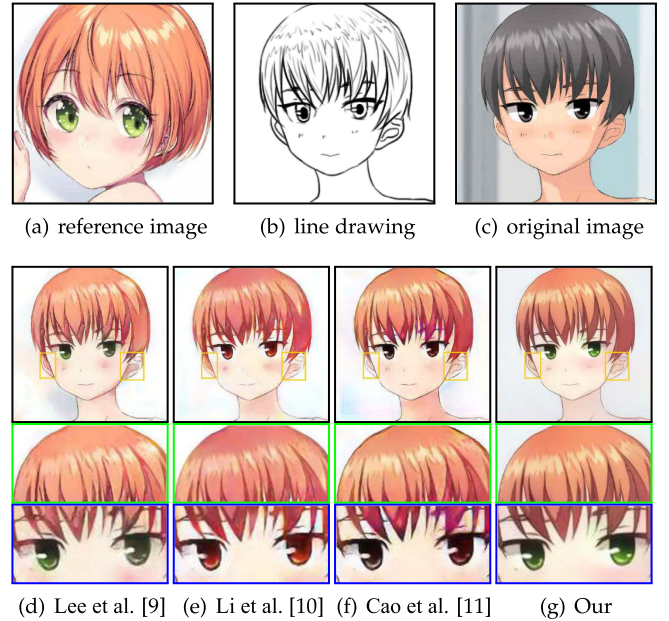 (a) reference image (b) line drawing (c) original image
(d) Lee et al. [9] (e) Li et al. [10] (f) Cao et al. [11] (g) Our